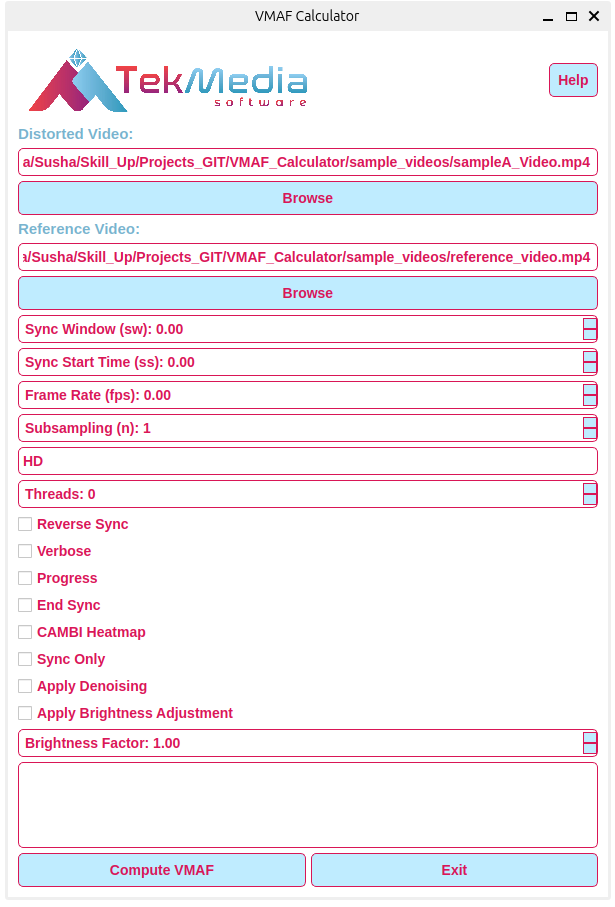 VMAF Calculator
TekMedia
software
Help
Distorted Video:
a/Susha/Skill_Up/Projects_GIT/VMAF_Calculator/sample_videos/sampleA_Video.mp4
Browse
Reference Video:
a/Susha/Skill_Up/Projects_GIT/VMAF_Calculator/sample_videos/reference_video.mp4
Browse
Sync Window (sw): 0.00
Sync Start Time (ss): 0.00
Frame Rate (fps): 0.00
Subsampling (n): 1
HD
Threads: 0
Reverse Sync
Verbose
Progress
End Sync
CAMBI Heatmap
Sync Only
Apply Denoising
Apply Brightness Adjustment
Brightness Factor: 1.00
Compute VMAF
Exit